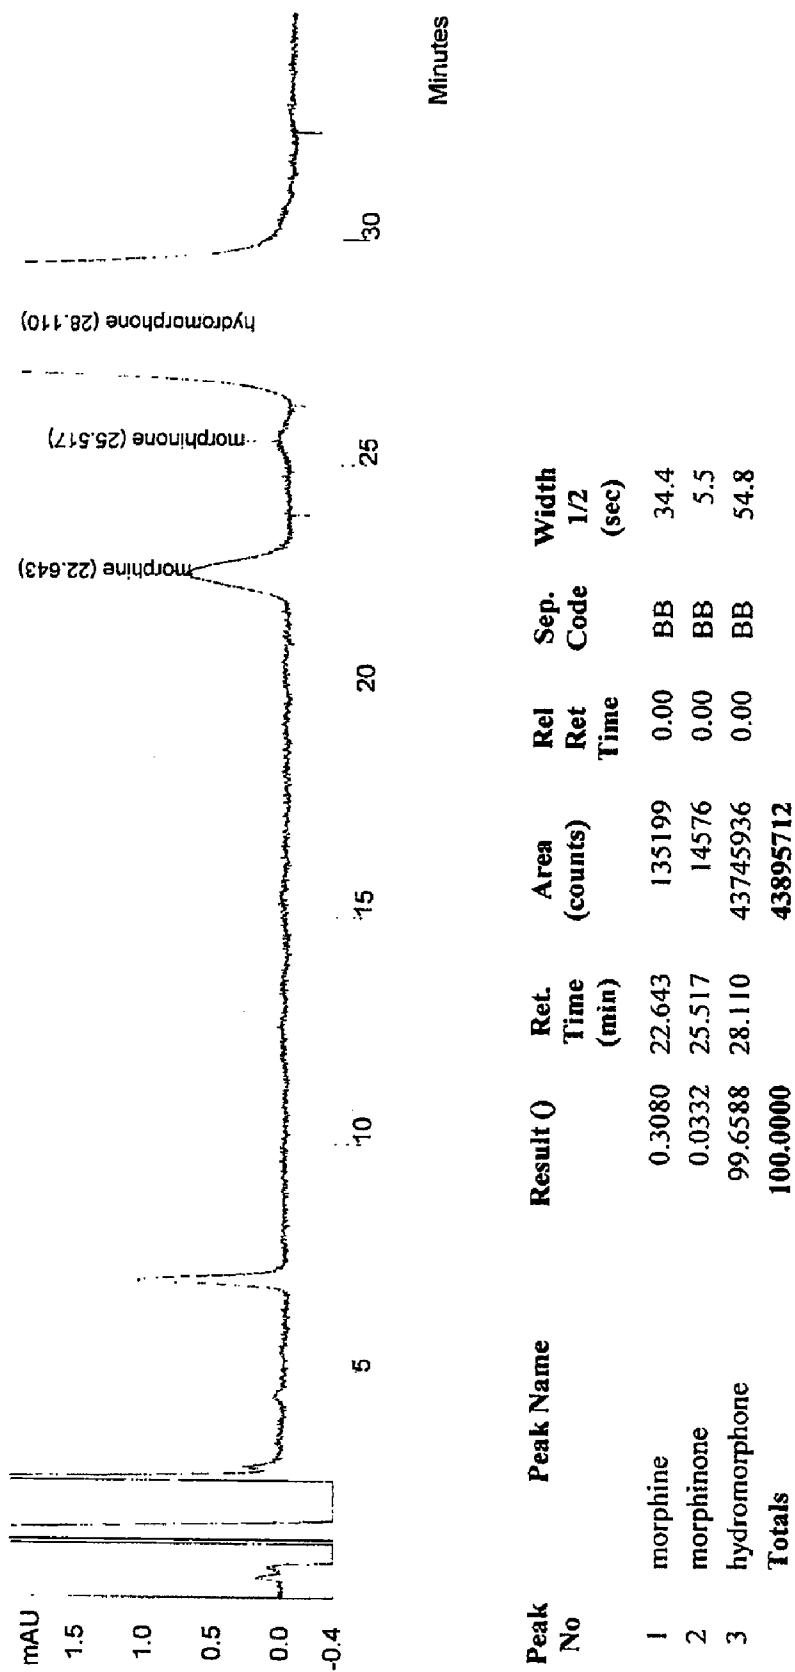 mAU
1.5
1.0
0.5
0.0
-0.4
morphine (22.643)
morphinone (25.517)
hydromorphone (28.110)
5
10
15
20
25
30
Minutes
Peak No Peak Name Result () Ret. Time (min) Area (counts) Rel Ret Time Sep. Code Width 1/2 (sec)
1 morphine 0.3080 22.643 135199 0.00 BB 34.4
2 morphinone 0.0332 25.517 14576 0.00 BB 5.5
3 hydromorphone 99.6588 28.110 43745936 0.00 BB 54.8
Totals 100.0000 43895712